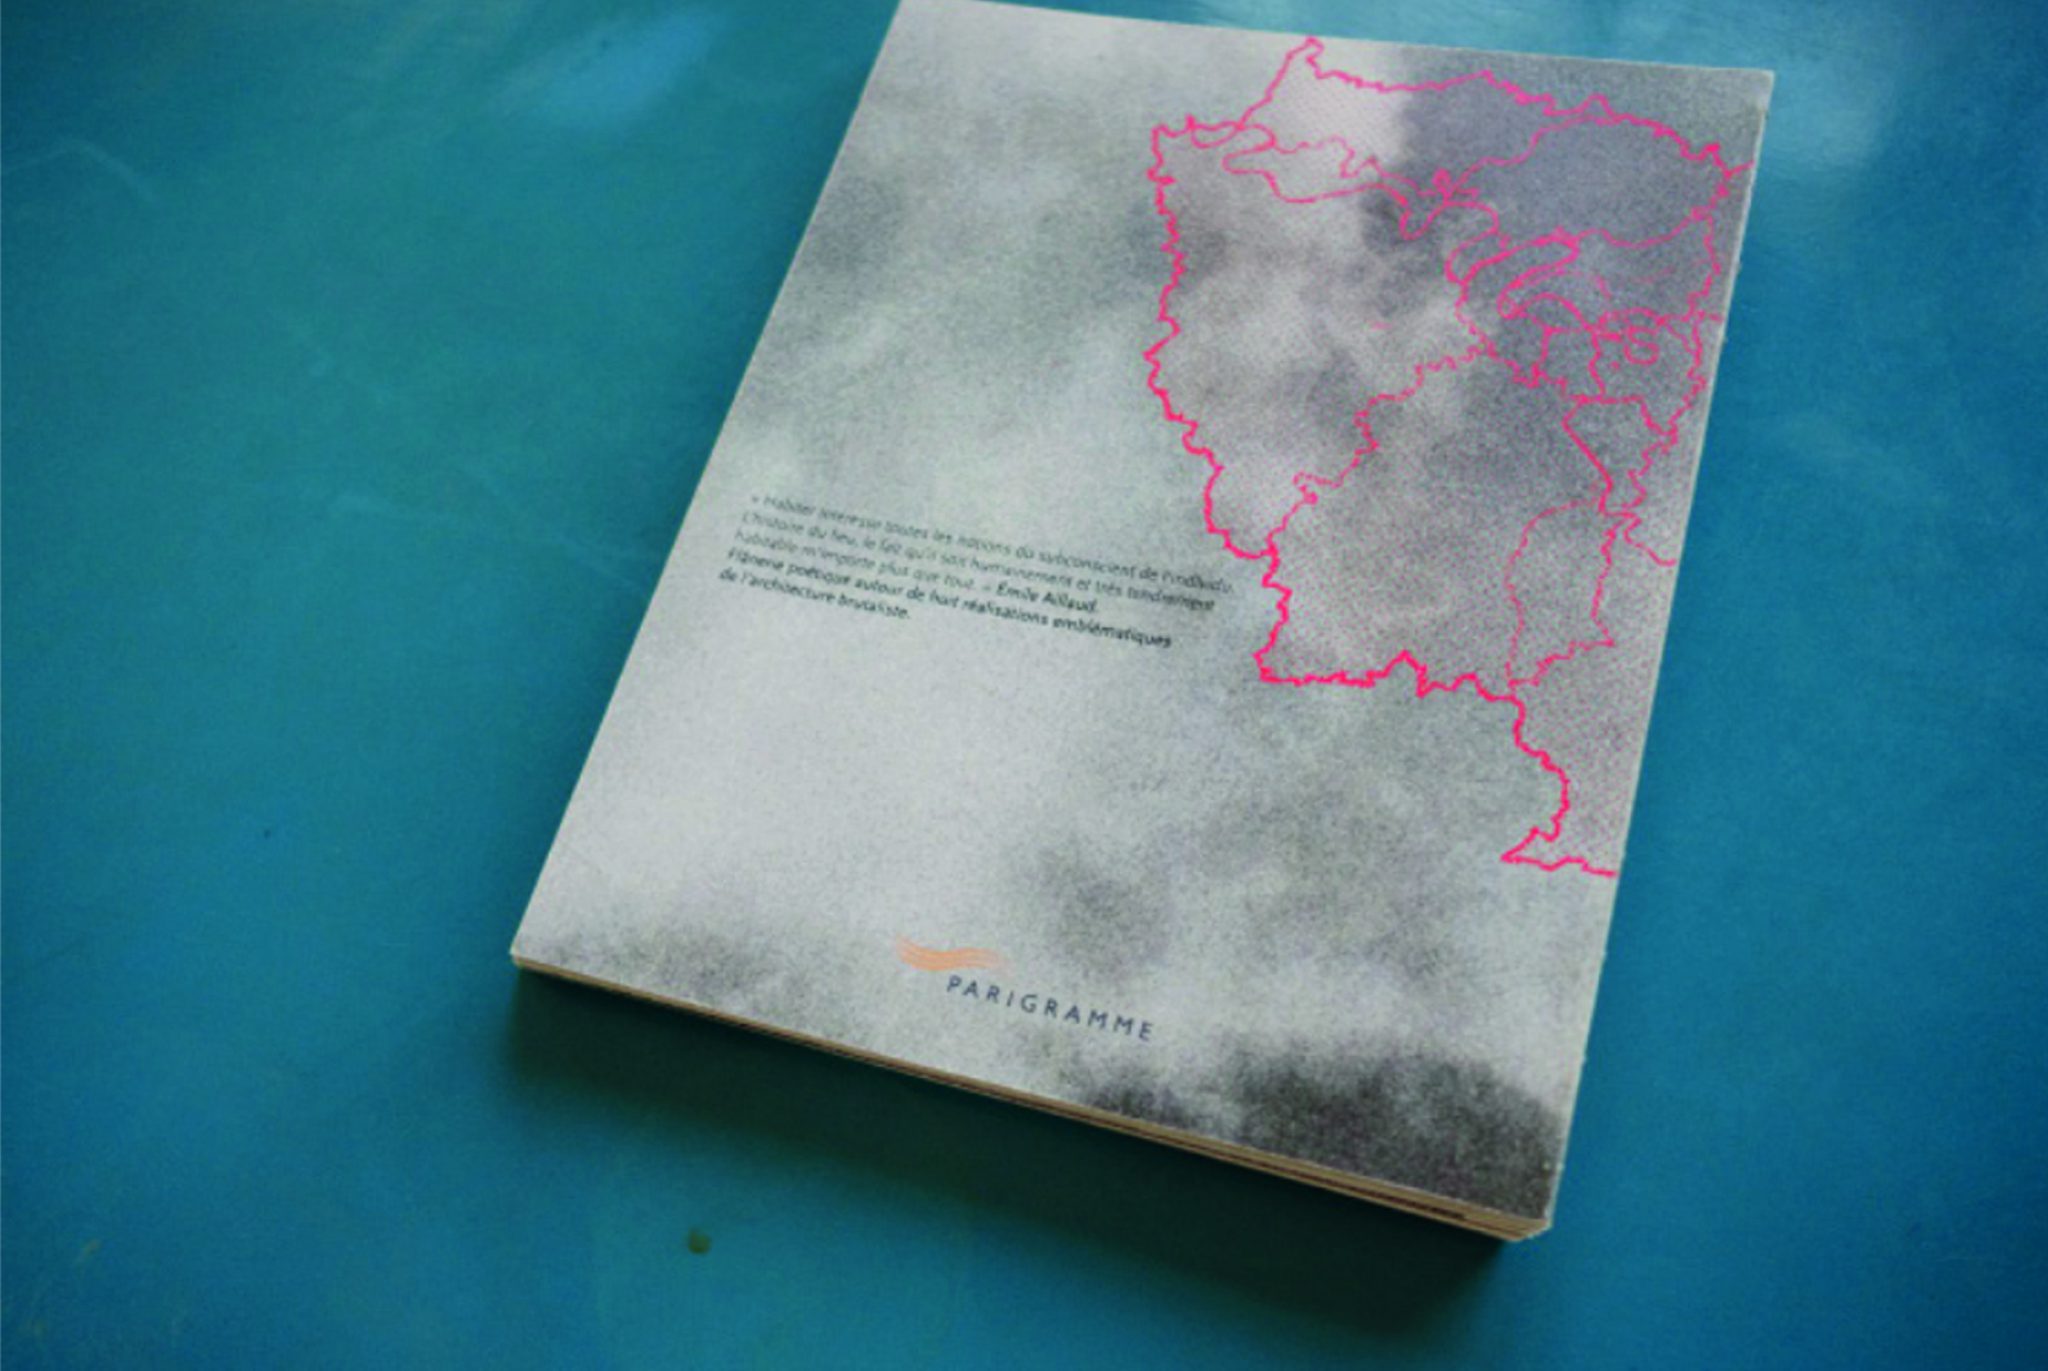 « Habiter intéresse toutes les notions du subconscient de l'individu.
L'histoire du lieu, le fait qu'il soit humainement et très tendrement
habitable m'importe plus que tout. » Émile Aillaud.
Flânerie poétique autour de huit réalisations emblématiques
de l'architecture brutaliste.
PARIGRAMME